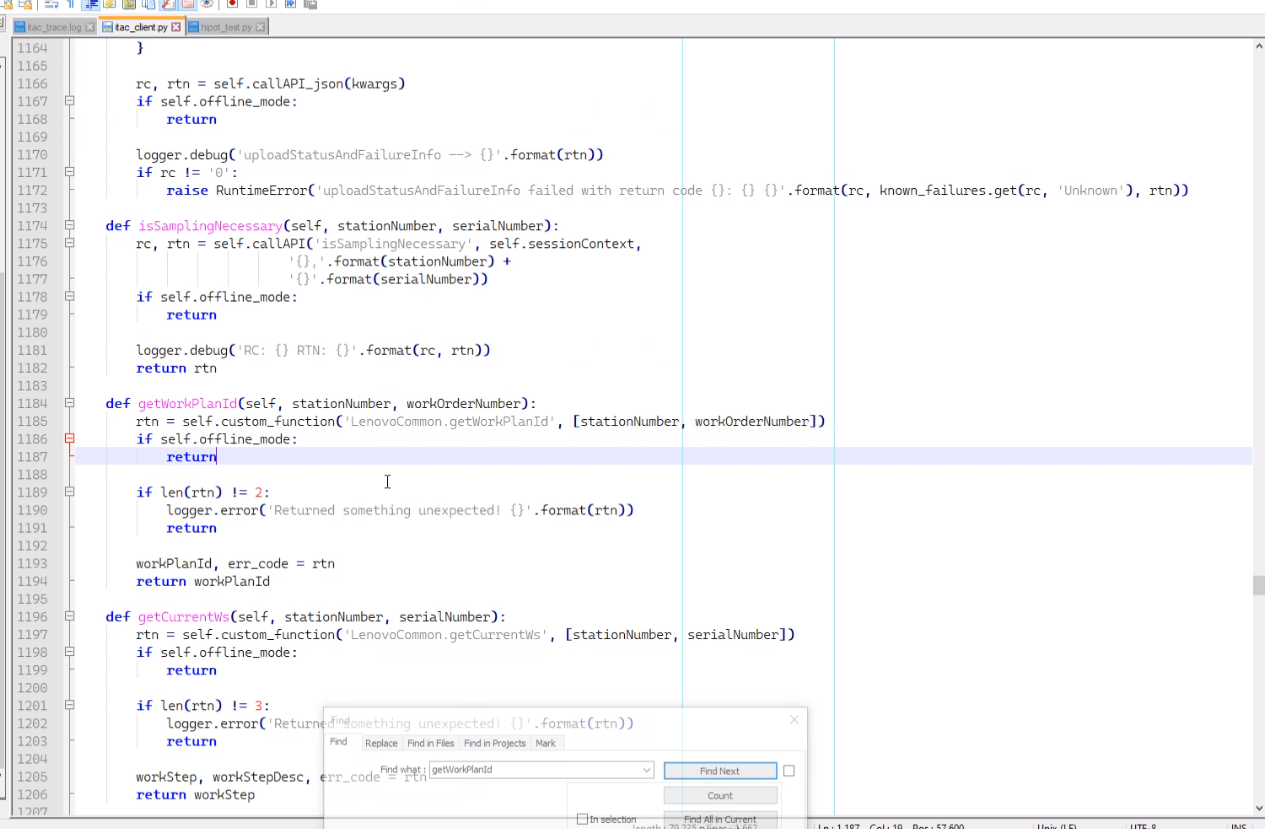 itac_trace.log
itac_client.py
hipot_test.py
1164 }
1165
1166 rc, rtn = self.callAPI_json(kwargs)
1167 if self.offline_mode:
1168 return
1169
1170 logger.debug('uploadStatusAndFailureInfo --> {}'.format(rtn))
1171 if rc != '0':
1172 raise RuntimeError('uploadStatusAndFailureInfo failed with return code {}: {} {}'.format(rc, known_failures.get(rc, 'Unknown'), rtn))
1173
1174 def isSamplingNecessary(self, stationNumber, serialNumber):
1175 rc, rtn = self.callAPI('isSamplingNecessary', self.sessionContext,
1176 '{},'.format(stationNumber) +
1177 '{}'.format(serialNumber))
1178 if self.offline_mode:
1179 return
1180
1181 logger.debug('RC: {} RTN: {}'.format(rc, rtn))
1182 return rtn
1183
1184 def getWorkPlanId(self, stationNumber, workOrderNumber):
1185 rtn = self.custom_function('LenovoCommon.getWorkPlanId', [stationNumber, workOrderNumber])
1186 if self.offline_mode:
1187 return
1188
1189 if len(rtn) != 2:
1190 logger.error('Returned something unexpected! {}'.format(rtn))
1191 return
1192
1193 workPlanId, err_code = rtn
1194 return workPlanId
1195
1196 def getCurrentWs(self, stationNumber, serialNumber):
1197 rtn = self.custom_function('LenovoCommon.getCurrentWs', [stationNumber, serialNumber])
1198 if self.offline_mode:
1199 return
1200
1201 if len(rtn) != 3:
1202 logger.error('Returned something unexpected! {}'.format(rtn))
1203 return
1204
1205 workStep, workStepDesc, err_code = rtn
1206 return workStep
1207
Find
Find Replace Find in Files Find in Projects Mark
Find what : getWorkPlanId Find Next
Count
In selection Find All in Current
length : 79,235 lines : 1,662 Ln : 1,187 Col : 19 Pos : 57,600 Unix (LF) UTF-8 INS